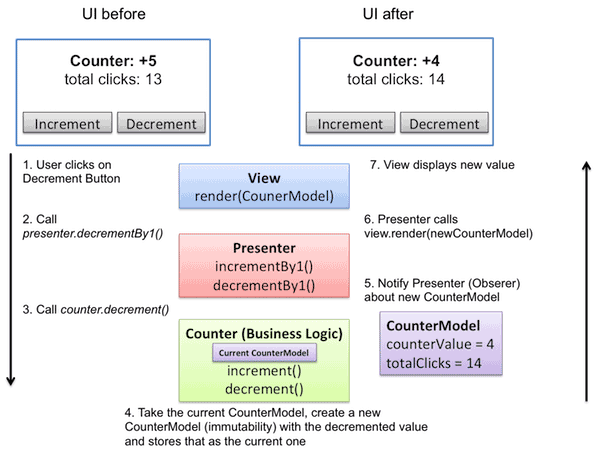 UI before
UI after
Counter: +5
total clicks: 13
Increment
Decrement
Counter: +4
total clicks: 14
Increment
Decrement
1. User clicks on
Decrement Button
View
render(CounerModel)
7. View displays new value
2. Call
presenter.decrementBy1()
Presenter
incrementBy1()
decrementBy1()
6. Presenter calls
view.render(newCounterModel)
3. Call counter.decrement()
5. Notify Presenter (Obserer)
about new CounterModel
Counter (Business Logic)
Current CounterModel
increment()
decrement()
CounterModel
counterValue = 4
totalClicks = 14
4. Take the current CounterModel, create a new
CounterModel (immutability) with the decremented value
and stores that as the current one